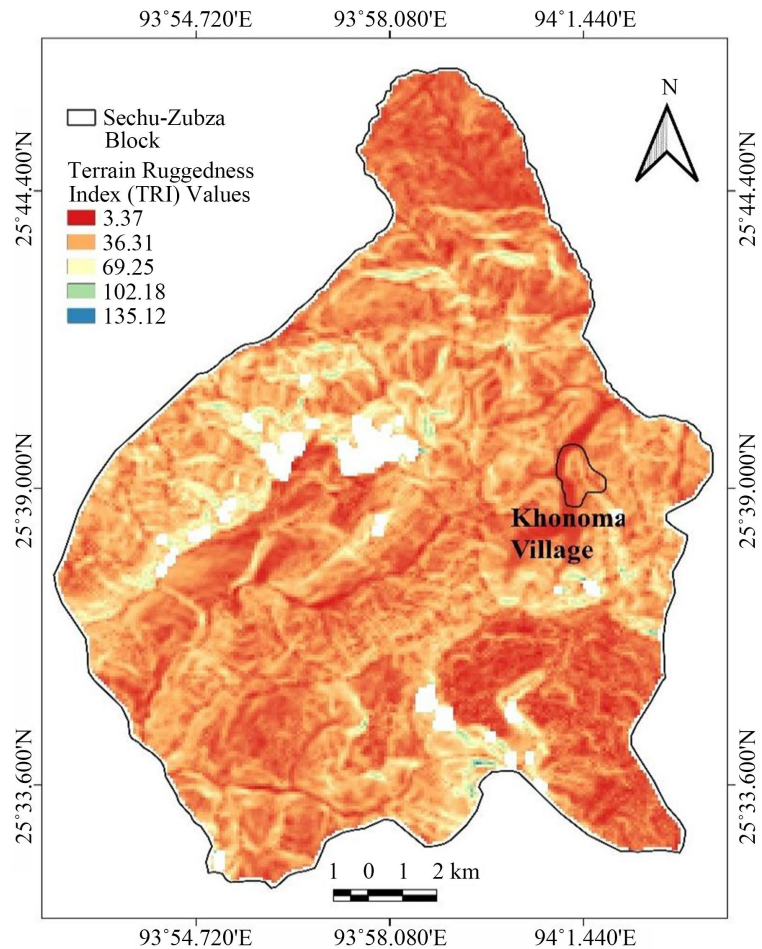 93˚54.720'E 93˚58.080'E 94˚1.440'E
N
Sechu-Zubza
Block
Terrain Ruggedness
Index (TRI) Values
3.37
36.31
69.25
102.18
135.12
25˚44.400'N
25˚44.400'N
25˚39.000'N
25˚39.000'N
Khonoma
Village
25˚33.600'N
25˚33.600'N
1 0 1 2 km
93˚54.720'E 93˚58.080'E 94˚1.440'E